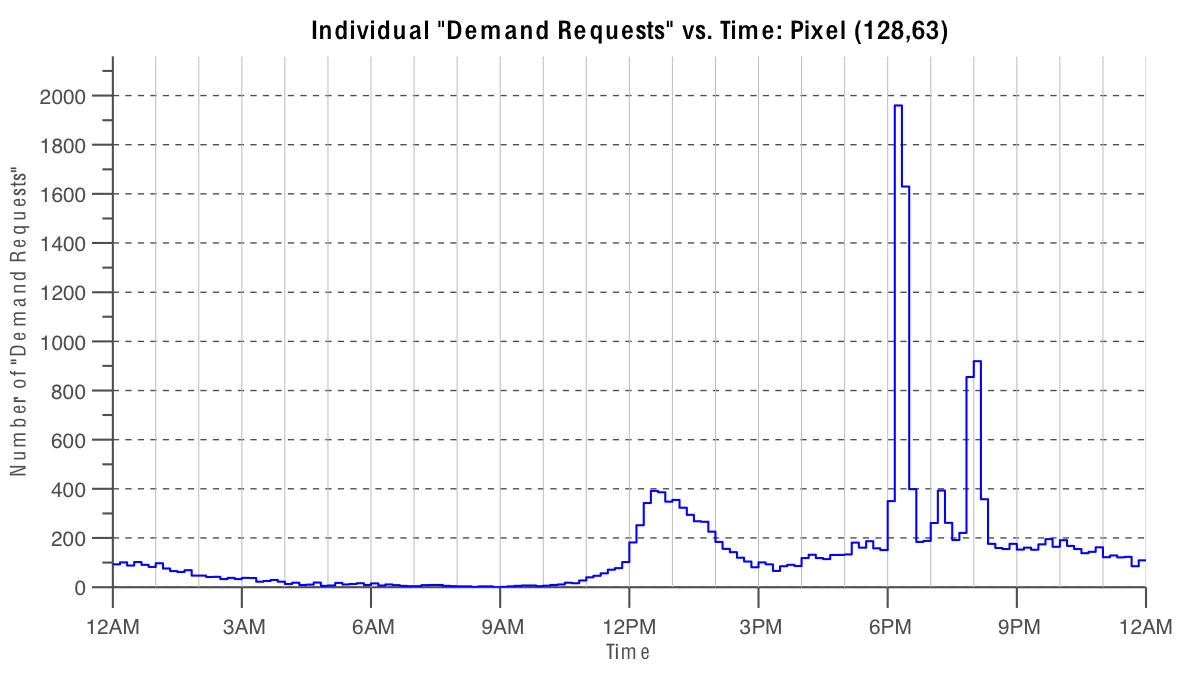 Individual "Demand Requests" vs. Time: Pixel (128,63)
Number of "Demand Requests"
2000
1800
1600
1400
1200
1000
800
600
400
200
0
12AM 3AM 6AM 9AM 12PM 3PM 6PM 9PM 12AM
Time